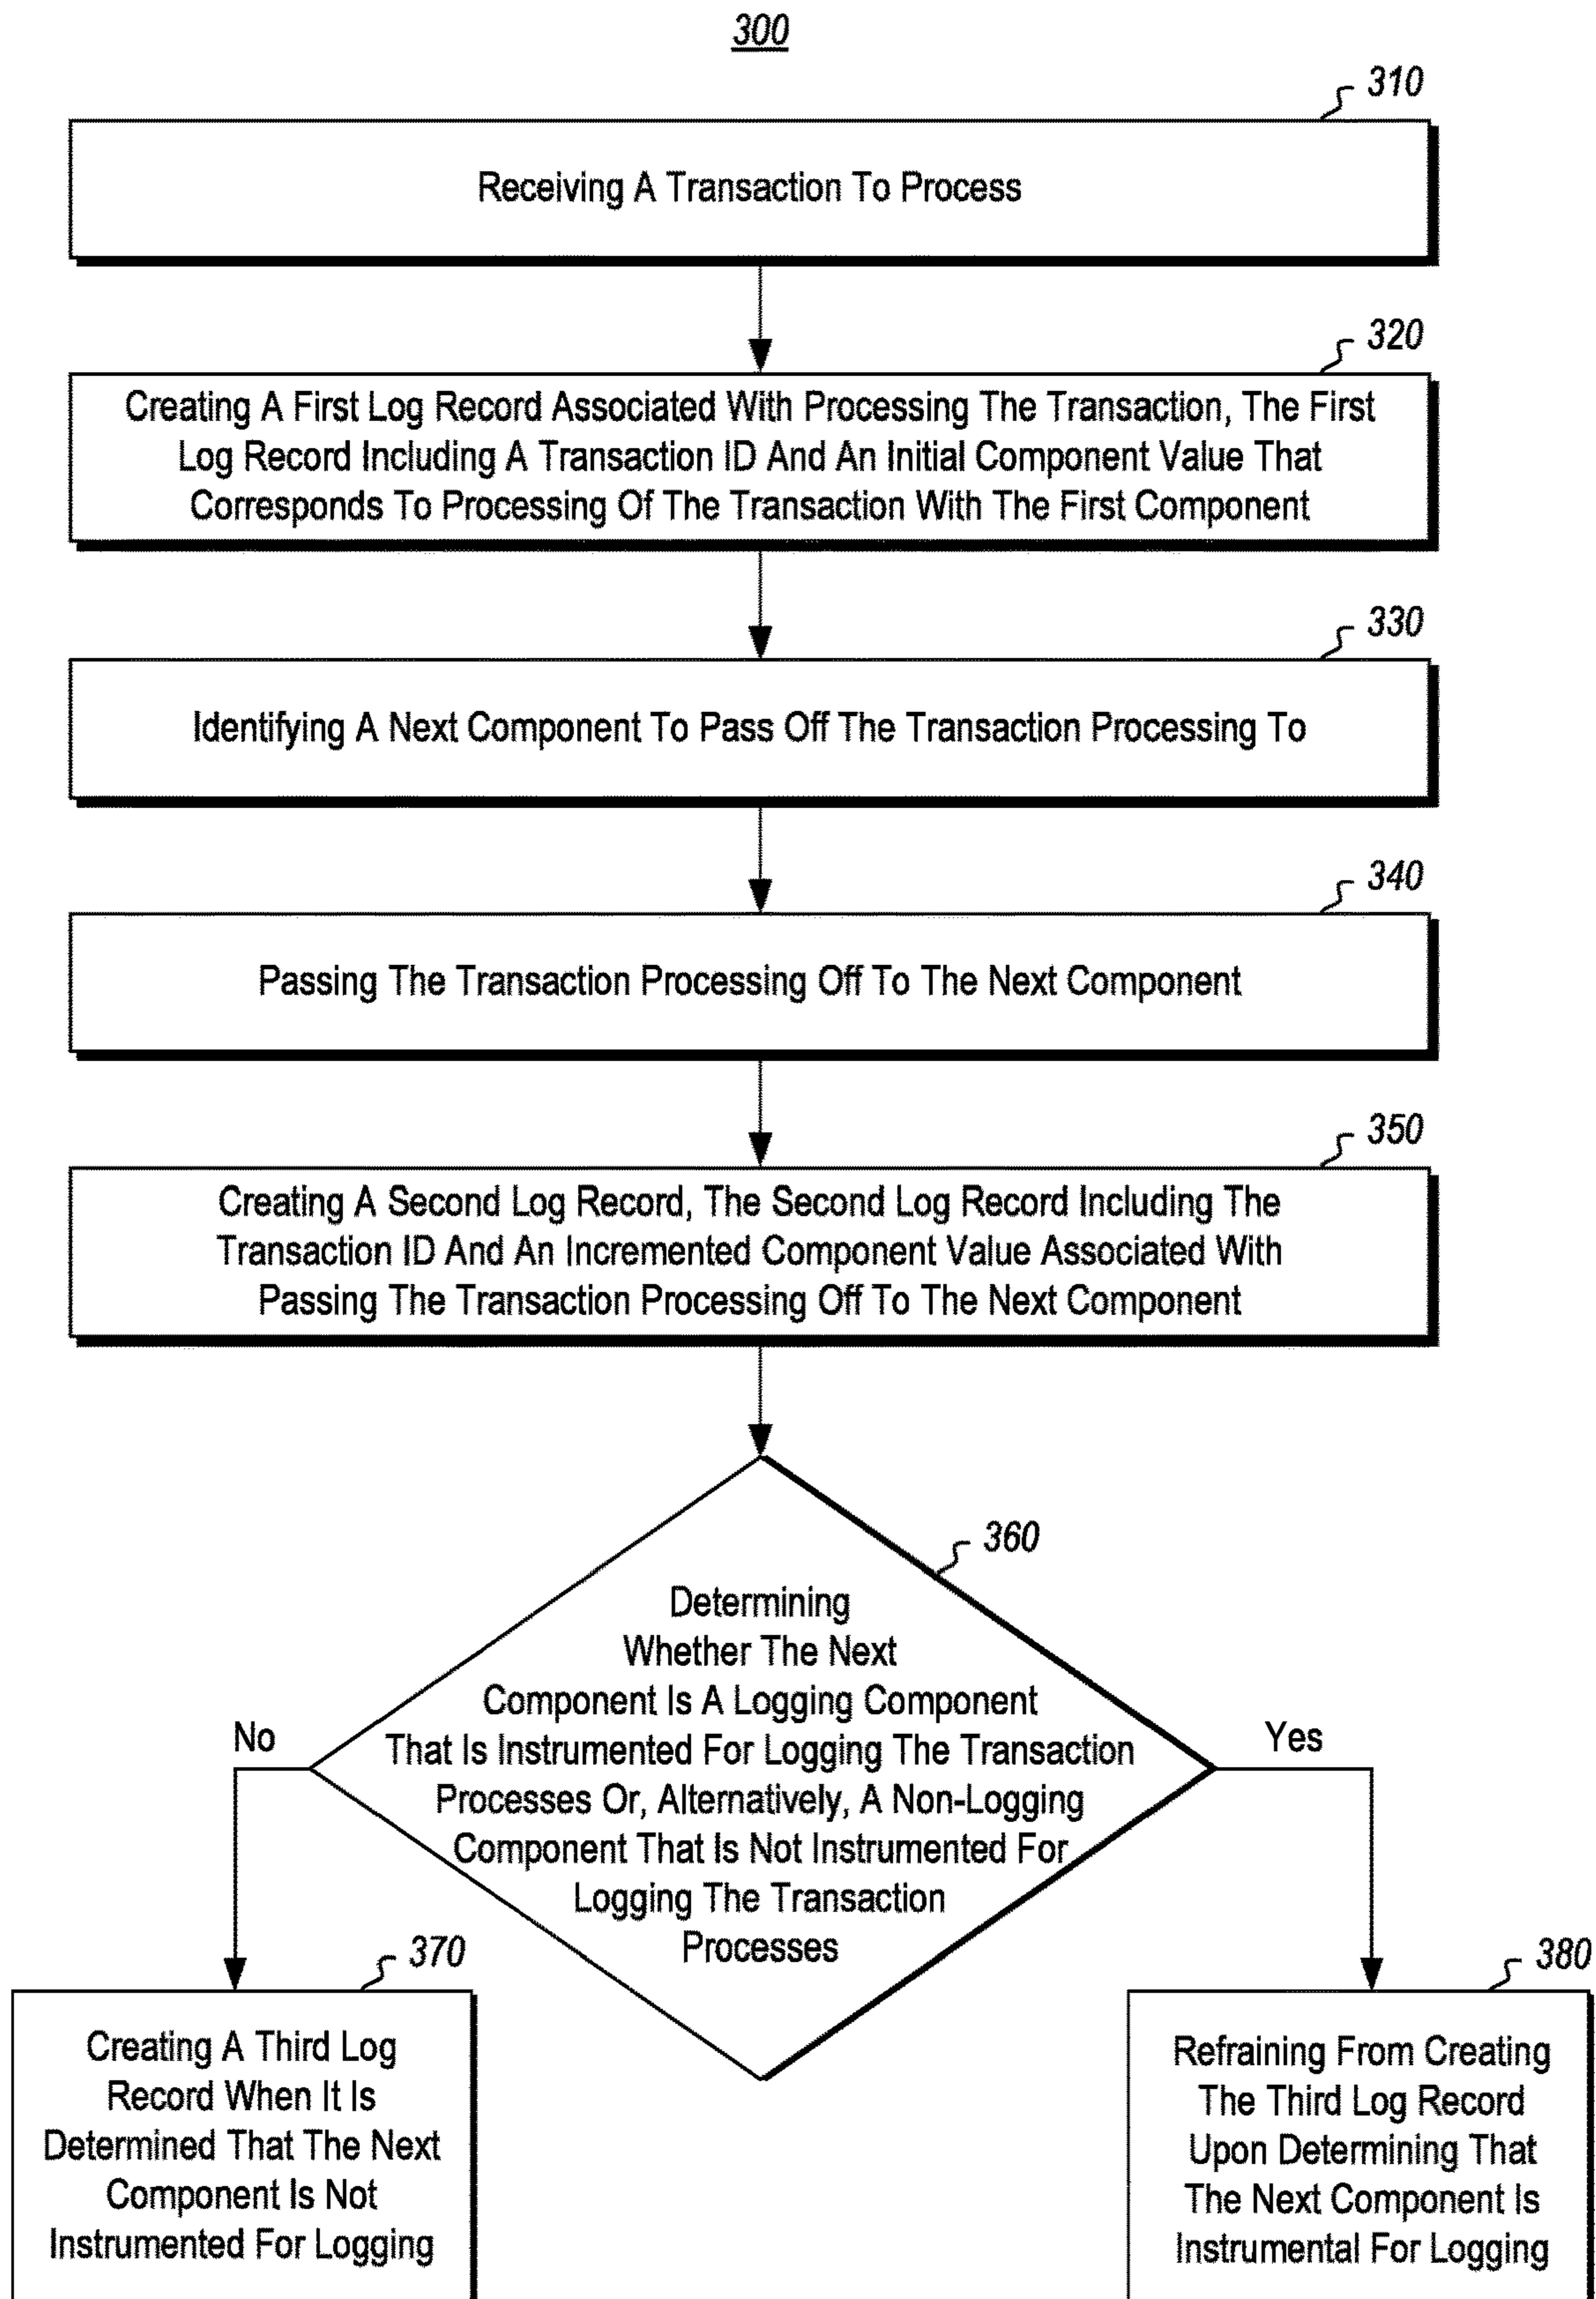 300
310
Receiving A Transaction To Process
320
Creating A First Log Record Associated With Processing The Transaction, The First
Log Record Including A Transaction ID And An Initial Component Value That
Corresponds To Processing Of The Transaction With The First Component
330
Identifying A Next Component To Pass Off The Transaction Processing To
340
Passing The Transaction Processing Off To The Next Component
350
Creating A Second Log Record, The Second Log Record Including The
Transaction ID And An Incremented Component Value Associated With
Passing The Transaction Processing Off To The Next Component
360
Determining
Whether The Next
Component Is A Logging Component
That Is Instrumented For Logging The Transaction
Processes Or, Alternatively, A Non-Logging
Component That Is Not Instrumented For
Logging The Transaction
Processes
No
Yes
370
Creating A Third Log
Record When It Is
Determined That The Next
Component Is Not
Instrumented For Logging
380
Refraining From Creating
The Third Log Record
Upon Determining That
The Next Component Is
Instrumental For Logging